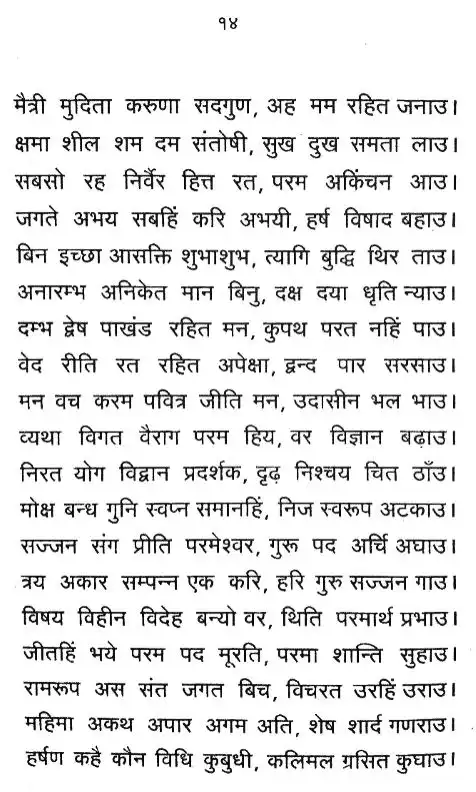 १४
मैत्री मुदिता करुणा सदगुण, अह मम रहित जनाउ।
क्षमा शील शम दम संतोषी, सुख दुख समता लाउ।
सबसो रह निर्वैर हित्त रत, परम अकिंचन आउ।
जगते अभय सबहिं करि अभयी, हर्ष विषाद बहाउ।
बिन इच्छा आसक्ति शुभाशुभ, त्यागि बुद्धि थिर ताउ।
अनारम्भ अनिकेत मान बिनु, दक्ष दया धृति न्याउ।
दम्भ द्वेष पाखंड रहित मन, कुपथ परत नहिं पाउ।
वेद रीति रत रहित अपेक्षा, द्वन्द पार सरसाउ।
मन वच करम पवित्र जीति मन, उदासीन भल भाउ।
व्यथा विगत वैराग परम हिय, वर विज्ञान बढ़ाउ।
निरत योग विद्वान प्रदर्शक, दृढ़ निश्चय चित ठाँउ।
मोक्ष बन्ध गुनि स्वप्न समानहिं, निज स्वरूप अटकाउ।
सज्जन संग प्रीति परमेश्वर, गुरू पद अर्चि अघाउ।
त्रय अकार सम्पन्न एक करि, हरि गुरु सज्जन गाउ।
विषय विहीन विदेह बन्यो वर, थिति परमार्थ प्रभाउ।
जीतहिं भये परम पद मूरति, परमा शान्ति सुहाउ।
रामरूप अस संत जगत बिच, विचरत उरहिं उराउ।
महिमा अकथ अपार अगम अति, शेष शार्द गणराउ।
हर्षण कहै कौन विधि कुबुधी, कलिमल ग्रसित कुघाउ।